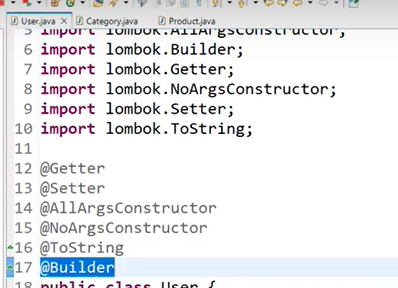 User.java Category.java Product.java
5 import lombok.AllArgsConstructor;
6 import lombok.Builder;
7 import lombok.Getter;
8 import lombok.NoArgsConstructor;
9 import lombok.Setter;
10 import lombok.ToString;
11
12 @Getter
13 @Setter
14 @AllArgsConstructor
15 @NoArgsConstructor
16 @ToString
17 @Builder
18 public class User {